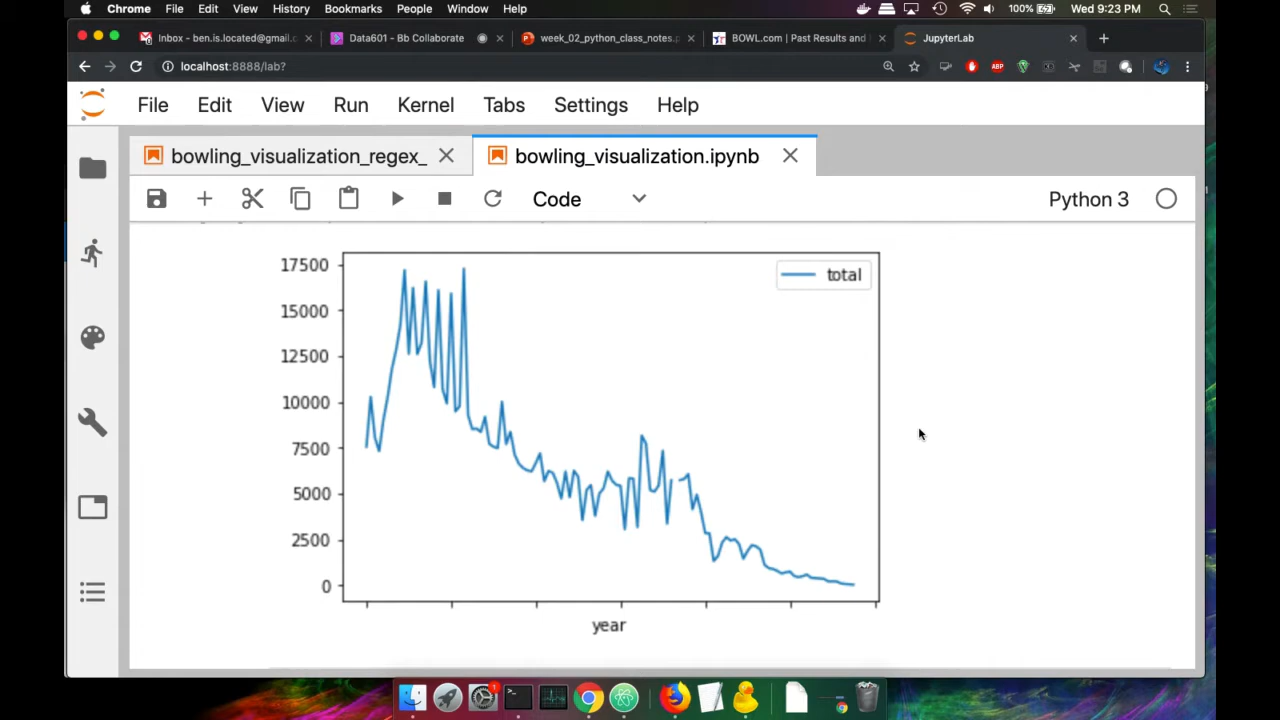 Chrome File Edit View History Bookmarks People Window Help 100% Wed 9:23 PM
Inbox - ben.is.located@gmail.c Data601 - Bb Collaborate week_02_python_class_notes.p BOWL.com | Past Results and JupyterLab
localhost:8888/lab?
ABP
File Edit View Run Kernel Tabs Settings Help
bowling_visualization_regex_ bowling_visualization.ipynb
Code Python 3
17500
total
15000
12500
10000
7500
5000
2500
0
year
1